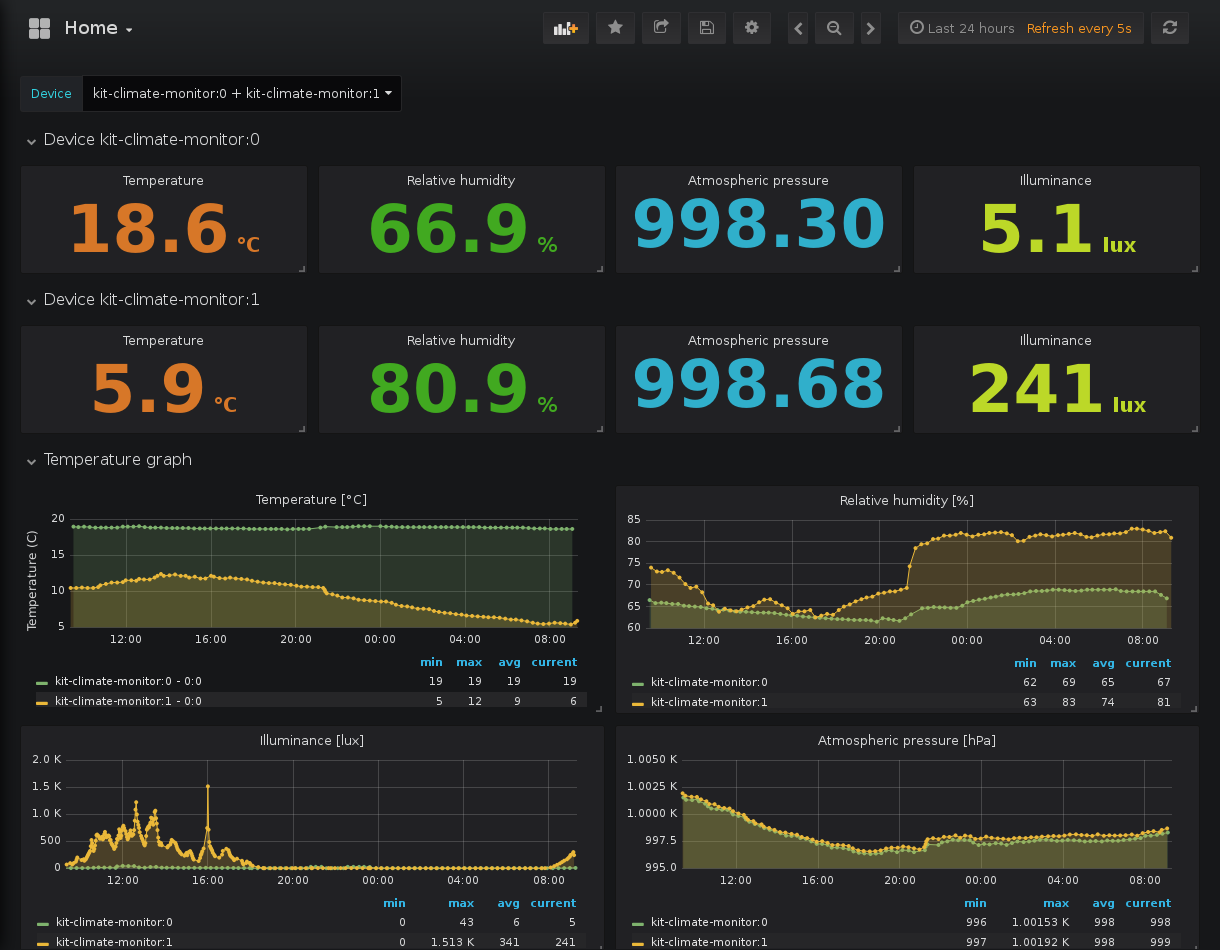 Home
Last 24 hours Refresh every 5s
Device kit-climate-monitor:0 + kit-climate-monitor:1
Device kit-climate-monitor:0
Temperature Relative humidity Atmospheric pressure Illuminance
18.6 °C 66.9 % 998.30 5.1 lux
Device kit-climate-monitor:1
Temperature Relative humidity Atmospheric pressure Illuminance
5.9 °C 80.9 % 998.68 241 lux
Temperature graph
Temperature [°C]
Temperature (C)
20
15
10
5
12:00 16:00 20:00 00:00 04:00 08:00
min max avg current
kit-climate-monitor:0 - 0:0 19 19 19 19
kit-climate-monitor:1 - 0:0 5 12 9 6
Relative humidity [%]
85
80
75
70
65
60
12:00 16:00 20:00 00:00 04:00 08:00
min max avg current
kit-climate-monitor:0 62 69 65 67
kit-climate-monitor:1 63 83 74 81
Illuminance [lux]
2.0 K
1.5 K
1.0 K
500
0
12:00 16:00 20:00 00:00 04:00 08:00
min max avg current
kit-climate-monitor:0 0 43 6 5
kit-climate-monitor:1 0 1.513 K 341 241
Atmospheric pressure [hPa]
1.0050 K
1.0025 K
1.0000 K
997.5
995.0
12:00 16:00 20:00 00:00 04:00 08:00
min max avg current
kit-climate-monitor:0 996 1.00153 K 998 998
kit-climate-monitor:1 997 1.00192 K 998 999